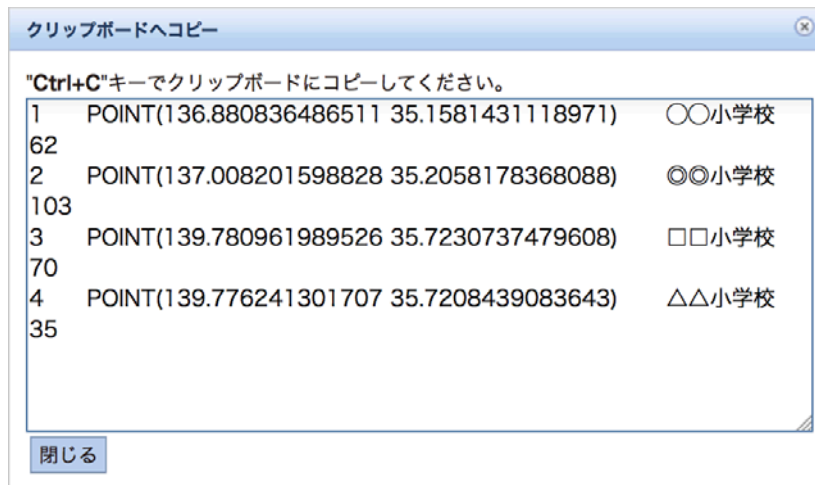 クリップボードへコピー
"Ctrl+C"キーでクリップボードにコピーしてください。
1 POINT(136.880836486511 35.1581431118971) 〇〇小学校
62
2 POINT(137.008201598828 35.2058178368088) ◎◎小学校
103
3 POINT(139.780961989526 35.7230737479608) □□小学校
70
4 POINT(139.776241301707 35.7208439083643) △△小学校
35
閉じる